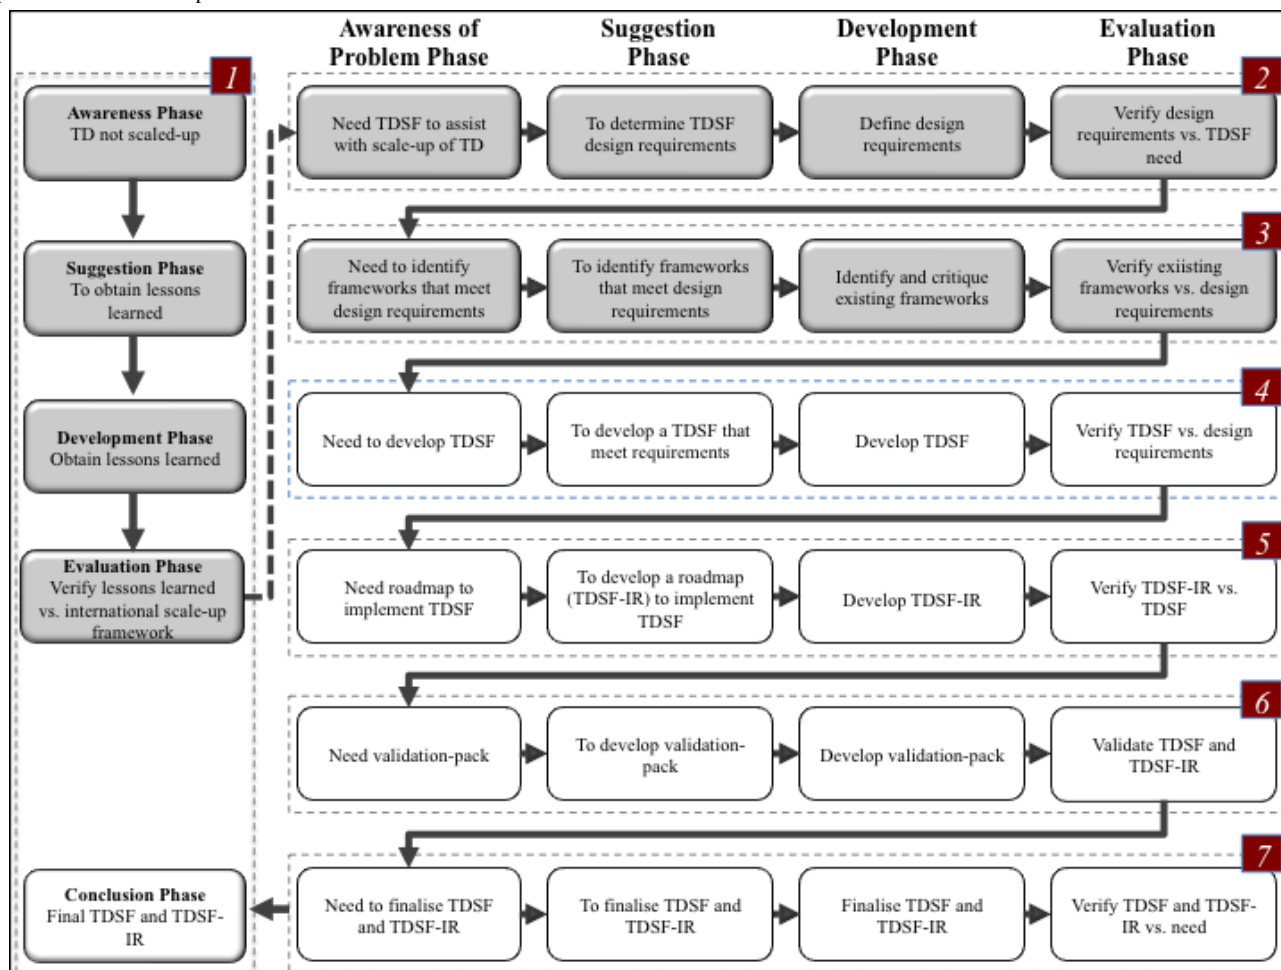 Awareness of
Problem Phase
Suggestion
Phase
Development
Phase
Evaluation
Phase
1
Awareness Phase
TD not scaled-up
Suggestion Phase
To obtain lessons
learned
Development Phase
Obtain lessons learned
Evaluation Phase
Verify lessons learned
vs. international scale-up
framework
Conclusion Phase
Final TDSF and TDSF-
IR
2
Need TDSF to assist
with scale-up of TD
To determine TDSF
design requirements
Define design
requirements
Verify design
requirements vs. TDSF
need
3
Need to identify
frameworks that meet
design requirements
To identify frameworks
that meet design
requirements
Identify and critique
existing frameworks
Verify exiisting
frameworks vs. design
requirements
4
Need to develop TDSF
To develop a TDSF that
meet requirements
Develop TDSF
Verify TDSF vs. design
requirements
5
Need roadmap to
implement TDSF
To develop a roadmap
(TDSF-IR) to implement
TDSF
Develop TDSF-IR
Verify TDSF-IR vs.
TDSF
6
Need validation-pack
To develop validation-
pack
Develop validation-pack
Validate TDSF and
TDSF-IR
7
Need to finalise TDSF
and TDSF-IR
To finalise TDSF and
TDSF-IR
Finalise TDSF and
TDSF-IR
Verify TDSF and TDSF-
IR vs. need